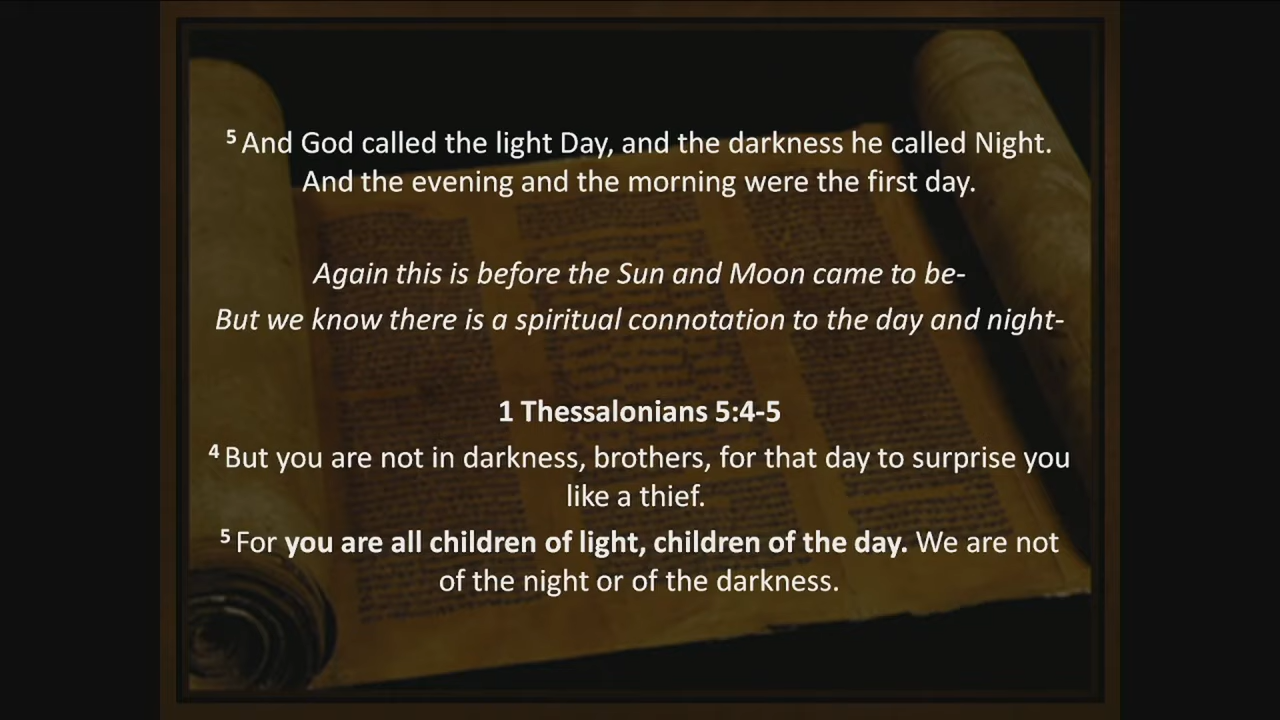 ⁵ And God called the light Day, and the darkness he called Night.
And the evening and the morning were the first day.
Again this is before the Sun and Moon came to be-
But we know there is a spiritual connotation to the day and night-
1 Thessalonians 5:4-5
⁴ But you are not in darkness, brothers, for that day to surprise you
like a thief.
⁵ For you are all children of light, children of the day. We are not
of the night or of the darkness.